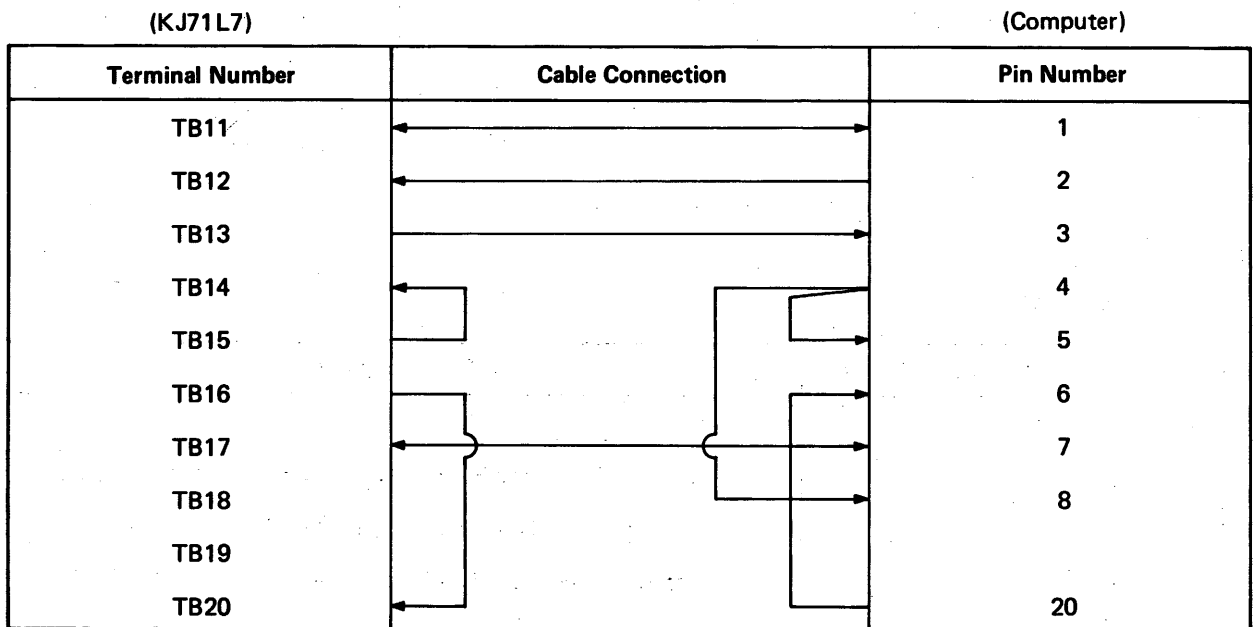 (KJ71L7) (Computer)
Terminal Number Cable Connection Pin Number
TB11 1
TB12 2
TB13 3
TB14 4
TB15 5
TB16 6
TB17 7
TB18 8
TB19
TB20 20